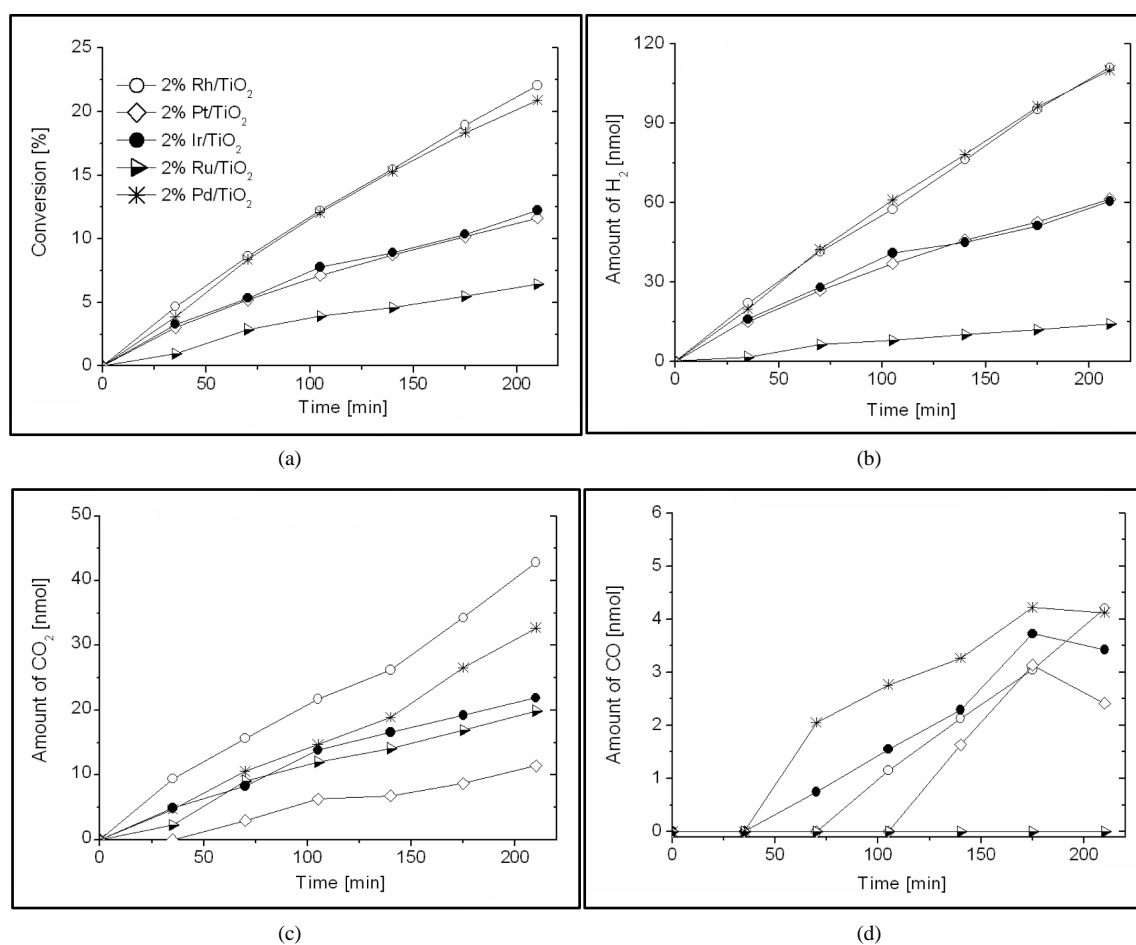 25
20
15
10
5
0
Conversion [%]
2% Rh/TiO₂
2% Pt/TiO₂
2% Ir/TiO₂
2% Ru/TiO₂
2% Pd/TiO₂
0 50 100 150 200
Time [min]
(a)
120
90
60
30
0
Amount of H₂ [nmol]
0 50 100 150 200
Time [min]
(b)
50
40
30
20
10
0
Amount of CO₂ [nmol]
0 50 100 150 200
Time [min]
(c)
6
5
4
3
2
1
0
Amount of CO [nmol]
0 50 100 150 200
Time [min]
(d)